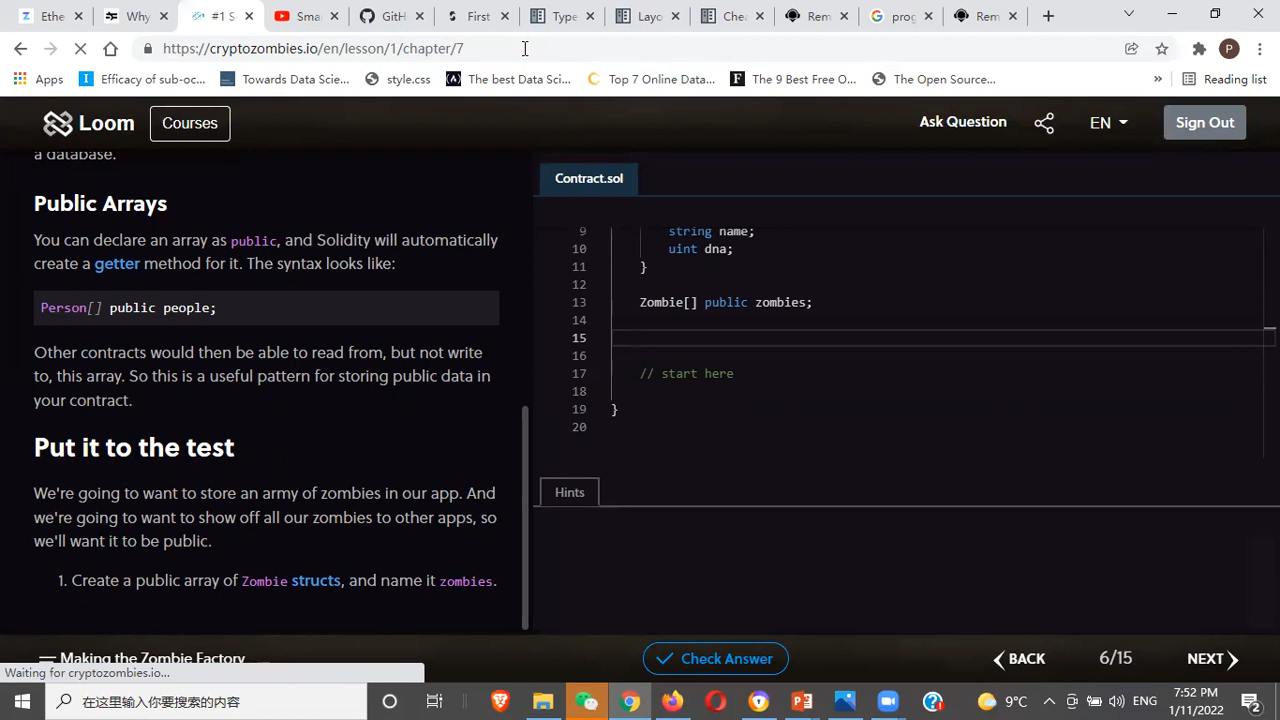 Ethe
Why
#1 S
Sma
GitH
First
Type
Layo
Chea
Rem
prog
Rem
https://cryptozombies.io/en/lesson/1/chapter/7
P
Apps
Efficacy of sub-oc...
Towards Data Scie...
style.css
The best Data Sci...
Top 7 Online Data...
The 9 Best Free O...
The Open Source...
»
Reading list
Loom
Courses
Ask Question
EN
Sign Out
a database.
Public Arrays
You can declare an array as public, and Solidity will automatically
create a getter method for it. The syntax looks like:
Person[] public people;
Other contracts would then be able to read from, but not write
to, this array. So this is a useful pattern for storing public data in
your contract.
Put it to the test
We're going to want to store an army of zombies in our app. And
we're going to want to show off all our zombies to other apps, so
we'll want it to be public.
1. Create a public array of Zombie structs, and name it zombies.
Contract.sol
9 string name;
10 uint dna;
11 }
12
13 Zombie[] public zombies;
14
15
16
17 // start here
18
19 }
20
Hints
Making the Zombie Factory
Check Answer
BACK
6/15
NEXT
Waiting for cryptozombies.io...
在这里输入你要搜索的内容
9°C
ENG
7:52 PM
1/11/2022
2